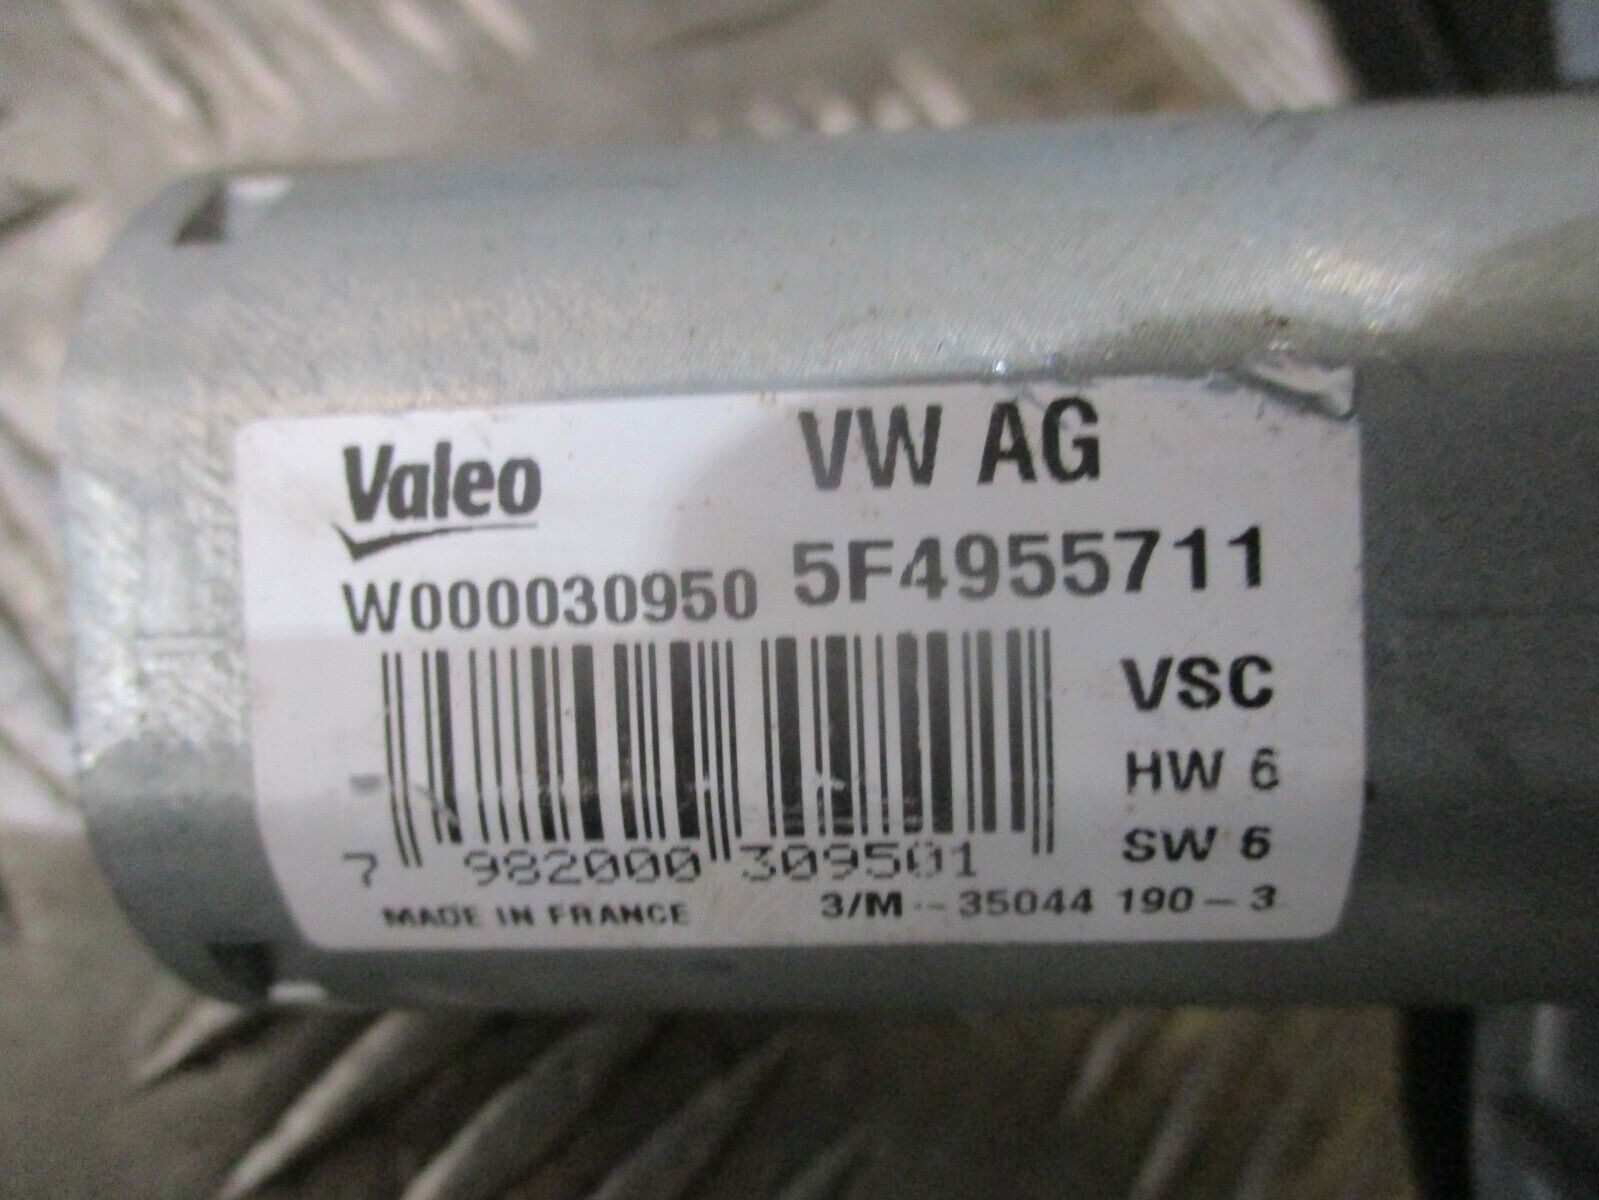 Valeo
VW AG
W000030950
5F4955711
VSC
HW 6
SW 6
7 982000 309501
MADE IN FRANCE
3/M--35044 190-3